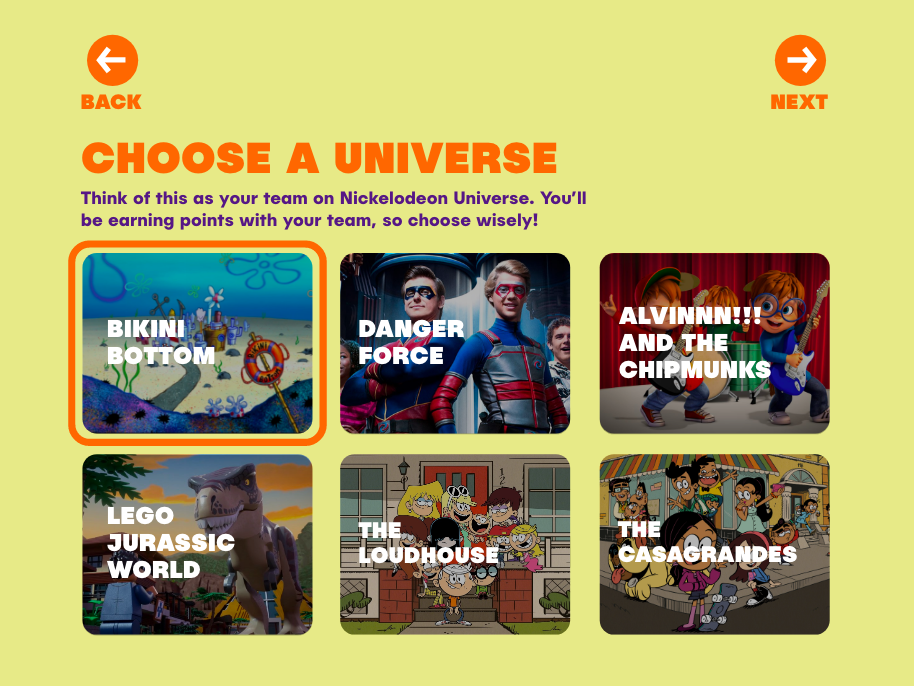 BACK
NEXT
CHOOSE A UNIVERSE
Think of this as your team on Nickelodeon Universe. You'll
be earning points with your team, so choose wisely!
BIKINI
BOTTOM
DANGER
FORCE
ALVINNN!!!
AND THE
CHIPMUNKS
LEGO
JURASSIC
WORLD
THE
LOUDHOUSE
THE
CASAGRANDES